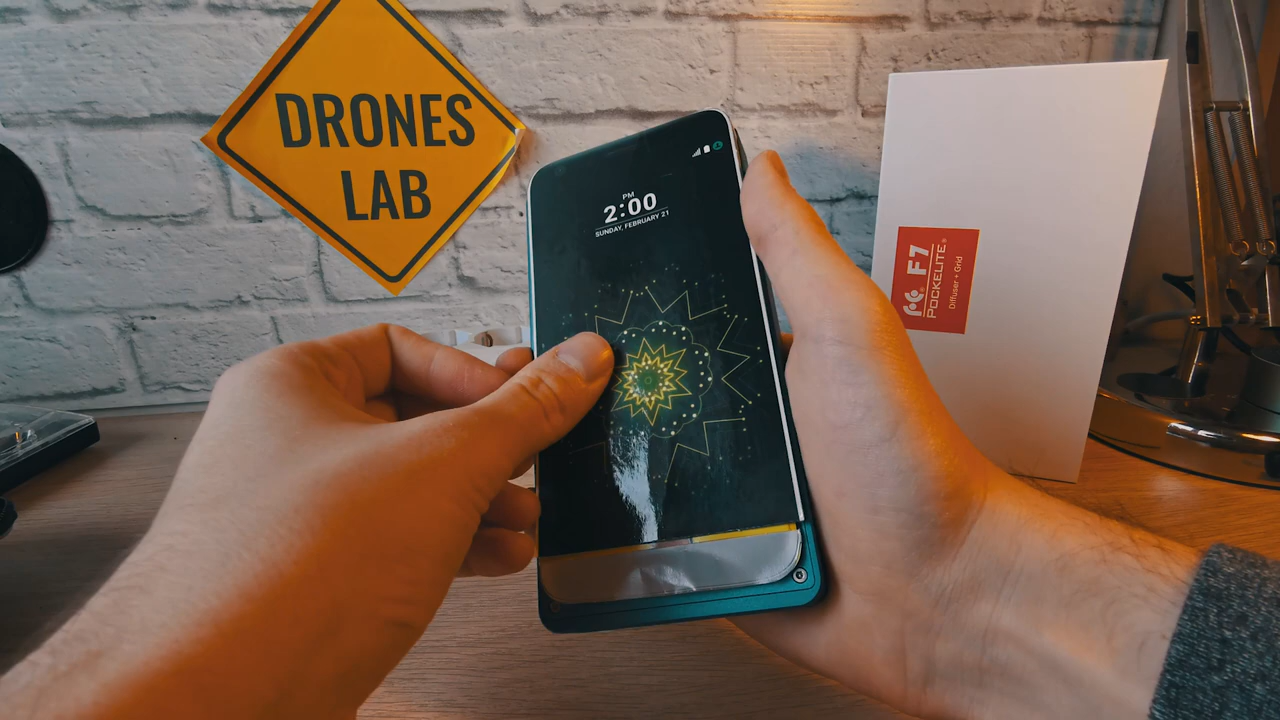 DRONES
LAB
PM
2:00
SUNDAY, FEBRUARY 21
F7
POCKELITE®
Diffuser + Grid